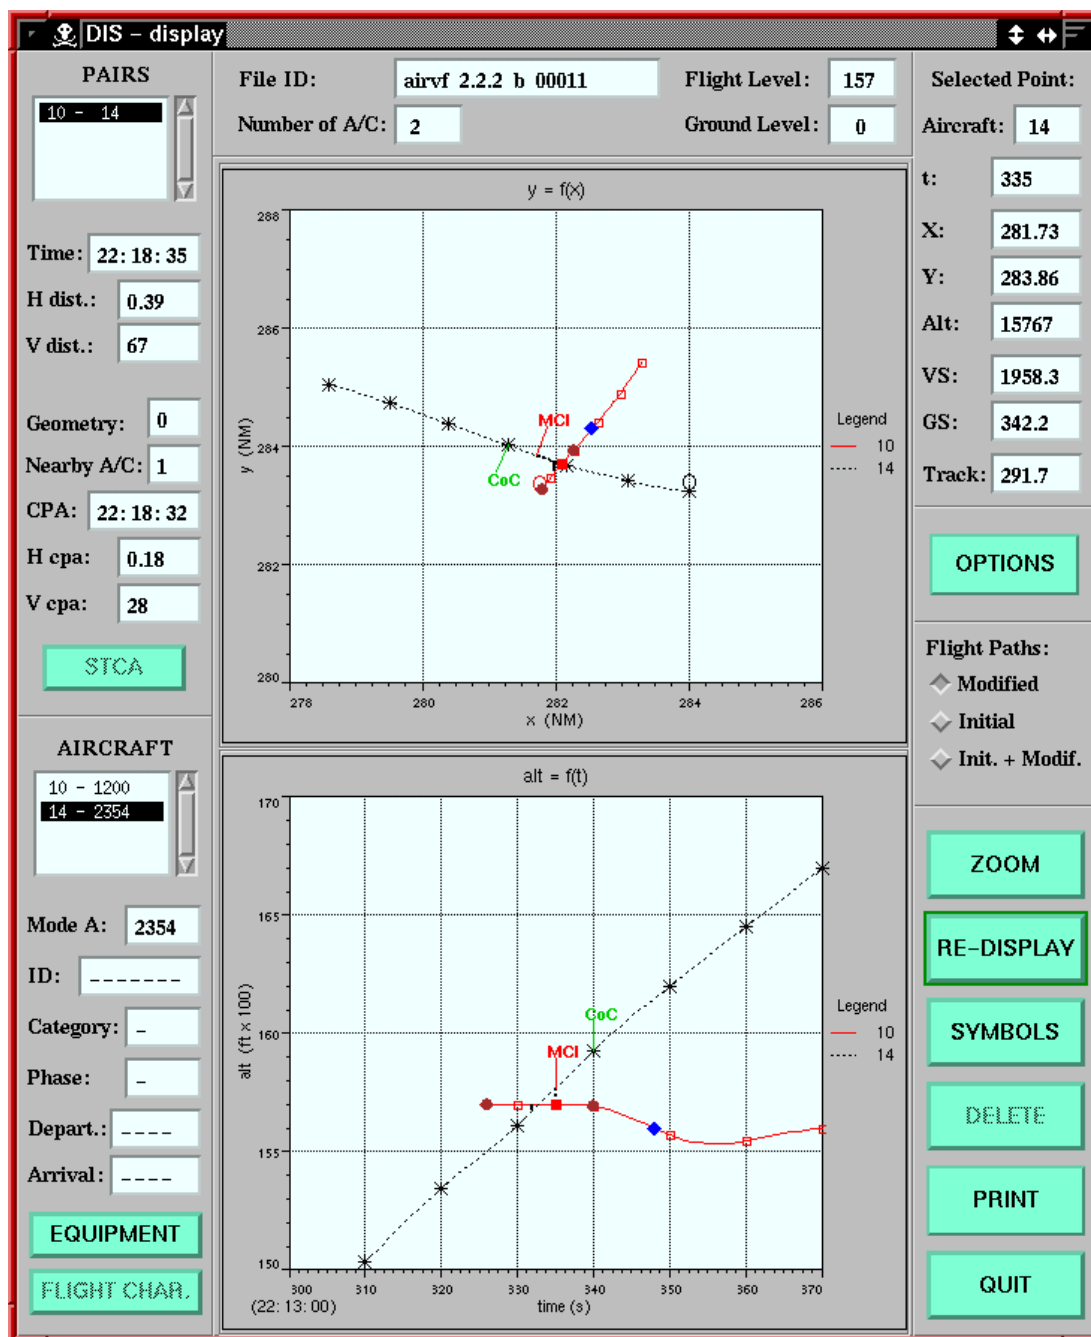 DIS – display
PAIRS
10 - 14
Time: 22:18:35
H dist.: 0.39
V dist.: 67
Geometry: 0
Nearby A/C: 1
CPA: 22:18:32
H cpa: 0.18
V cpa: 28
STCA
AIRCRAFT
10 - 1200
14 - 2354
Mode A: 2354
ID: _______
Category: _
Phase: _
Depart.: ____
Arrival: ____
EQUIPMENT
FLIGHT CHAR.
File ID: airvf 2.2.2 b 00011
Flight Level: 157
Number of A/C: 2
Ground Level: 0
y = f(x)
288
286
284
282
280
y (NM)
278 280 282 284 286
x (NM)
MCI
CoC
Legend
10
14
alt = f(t)
170
165
160
155
150
alt (ft x 100)
300 310 320 330 340 350 360 370
(22: 13: 00)
time (s)
CoC
MCI
Legend
10
14
Selected Point:
Aircraft: 14
t: 335
X: 281.73
Y: 283.86
Alt: 15767
VS: 1958.3
GS: 342.2
Track: 291.7
OPTIONS
Flight Paths:
Modified
Initial
Init. + Modif.
ZOOM
RE-DISPLAY
SYMBOLS
DELETE
PRINT
QUIT